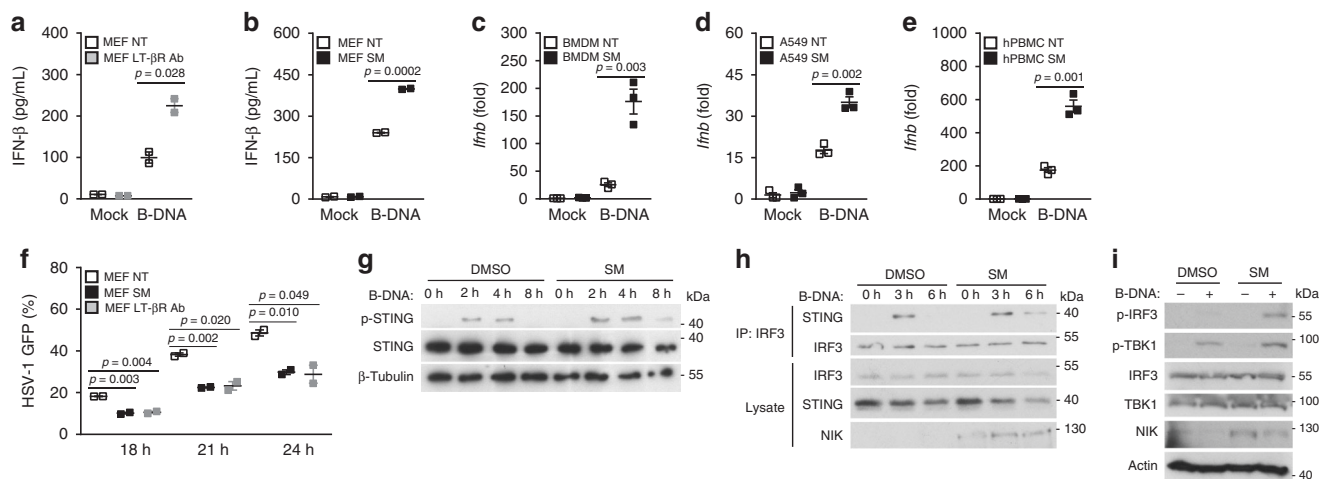 a
400
300
200
100
0
IFN-β (pg/mL)
MEF NT
MEF LT-βR Ab
p = 0.028
Mock B-DNA
b
600
450
300
150
0
IFN-β (pg/mL)
MEF NT
MEF SM
p = 0.0002
Mock B-DNA
c
300
250
200
150
100
50
0
Ifnb (fold)
BMDM NT
BMDM SM
p = 0.003
Mock B-DNA
d
60
45
30
15
0
Ifnb (fold)
A549 NT
A549 SM
p = 0.002
Mock B-DNA
e
1000
800
600
400
200
0
Ifnb (fold)
hPBMC NT
hPBMC SM
p = 0.001
Mock B-DNA
f
80
60
40
20
0
HSV-1 GFP (%)
MEF NT
MEF SM
MEF LT-βR Ab
p = 0.004
p = 0.003
p = 0.020
p = 0.002
p = 0.049
p = 0.010
18 h 21 h 24 h
g
DMSO SM
B-DNA: 0 h 2 h 4 h 8 h 0 h 2 h 4 h 8 h kDa
p-STING
40
STING
40
β-Tubulin
55
h
DMSO SM
B-DNA: 0 h 3 h 6 h 0 h 3 h 6 h kDa
IP: IRF3
STING
40
IRF3
55
Lysate
IRF3
55
STING
40
NIK
130
i
DMSO SM
B-DNA: – + – + kDa
p-IRF3
55
p-TBK1
100
IRF3
55
TBK1
100
NIK
130
Actin
40